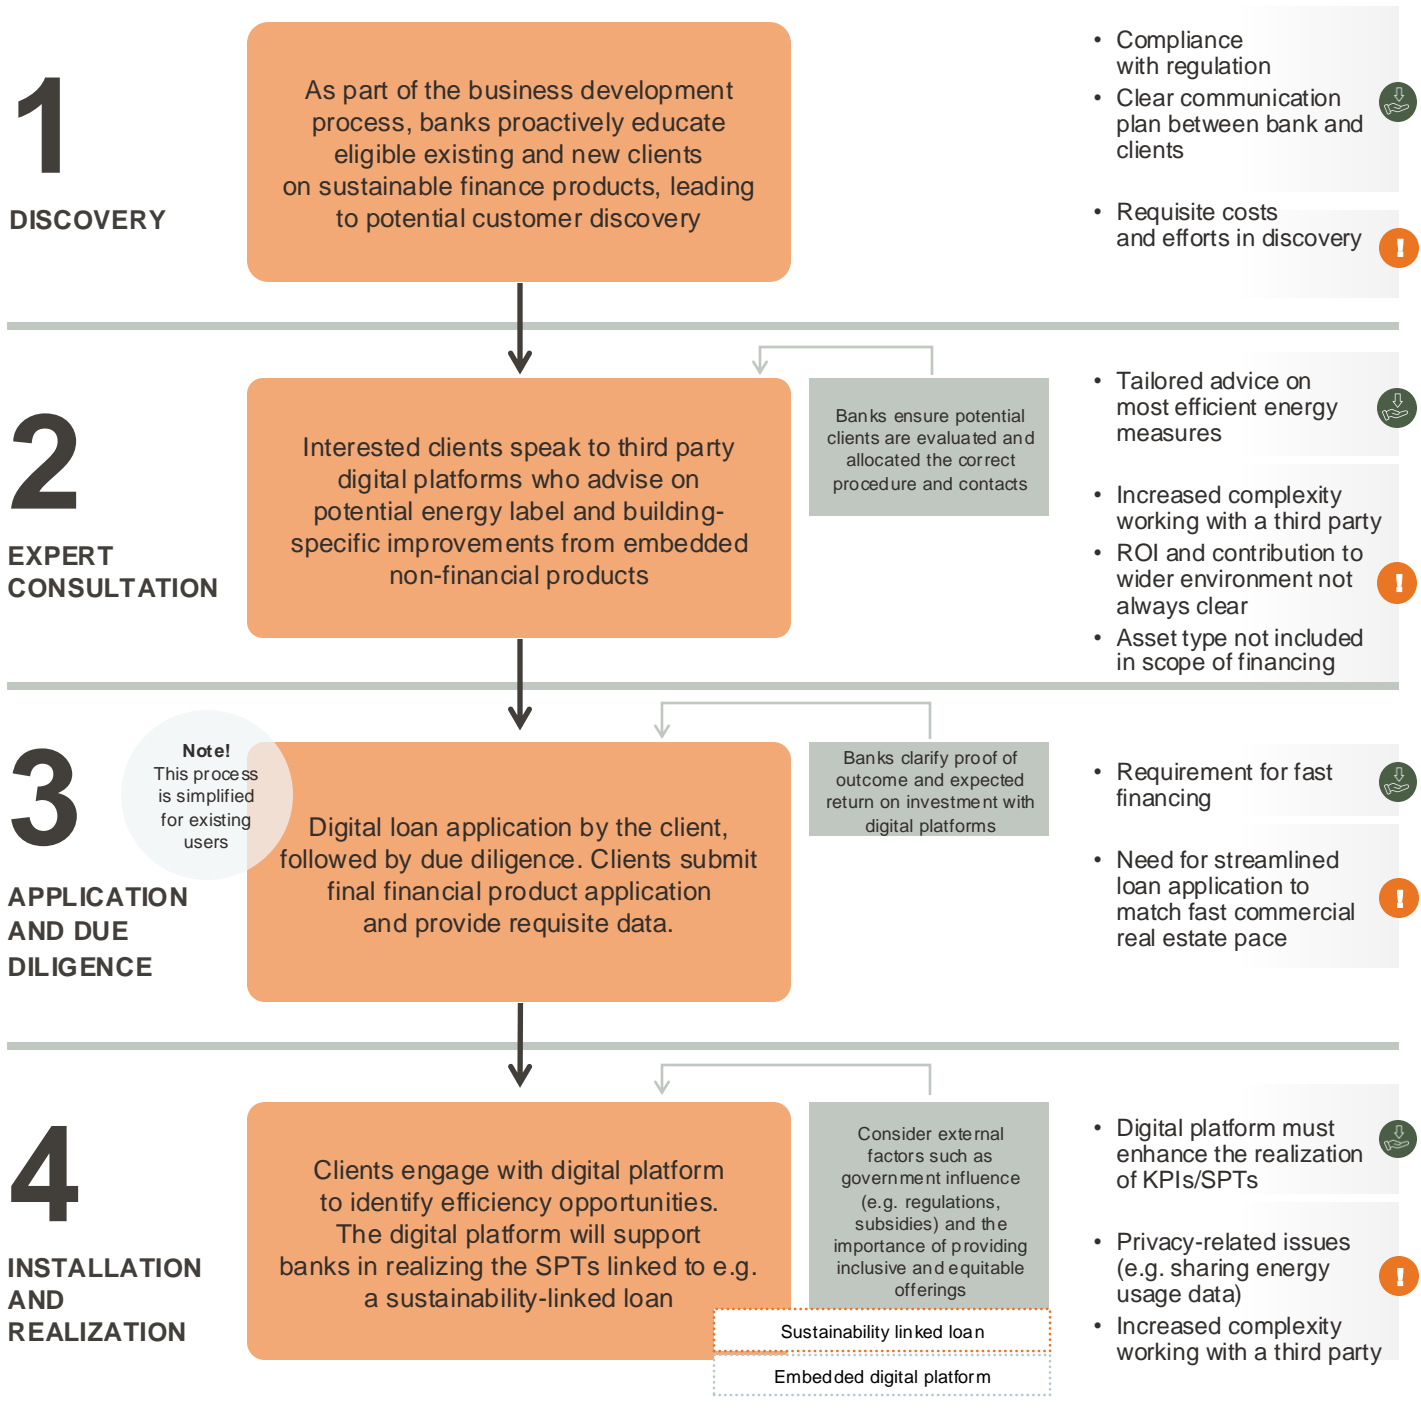 1
DISCOVERY
As part of the business development
process, banks proactively educate
eligible existing and new clients
on sustainable finance products, leading
to potential customer discovery
• Compliance
with regulation
• Clear communication
plan between bank and
clients
• Requisite costs
and efforts in discovery
!
2
EXPERT
CONSULTATION
Interested clients speak to third party
digital platforms who advise on
potential energy label and building-
specific improvements from embedded
non-financial products
Banks ensure potential
clients are evaluated and
allocated the correct
procedure and contacts
• Tailored advice on
most efficient energy
measures
• Increased complexity
working with a third party
• ROI and contribution to
wider environment not
always clear
• Asset type not included
in scope of financing
!
3
APPLICATION
AND DUE
DILIGENCE
Note!
This process
is simplified
for existing
users
Digital loan application by the client,
followed by due diligence. Clients submit
final financial product application
and provide requisite data.
Banks clarify proof of
outcome and expected
return on investment with
digital platforms
• Requirement for fast
financing
• Need for streamlined
loan application to
match fast commercial
real estate pace
!
4
INSTALLATION
AND
REALIZATION
Clients engage with digital platform
to identify efficiency opportunities.
The digital platform will support
banks in realizing the SPTs linked to e.g.
a sustainability-linked loan
Consider external
factors such as
government influence
(e.g. regulations,
subsidies) and the
importance of providing
inclusive and equitable
offerings
Sustainability linked loan
Embedded digital platform
• Digital platform must
enhance the realization
of KPIs/SPTs
• Privacy-related issues
(e.g. sharing energy
usage data)
• Increased complexity
working with a third party
!